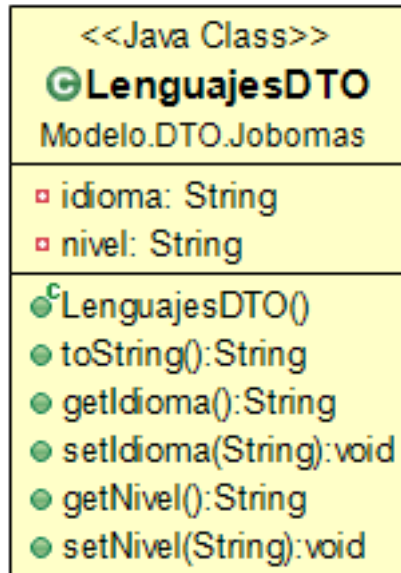 <<Java Class>>
LenguajesDTO
Modelo.DTO.Jobomas
idioma: String
nivel: String
LenguajesDTO()
toString():String
getIdioma():String
setIdioma(String):void
getNivel():String
setNivel(String):void